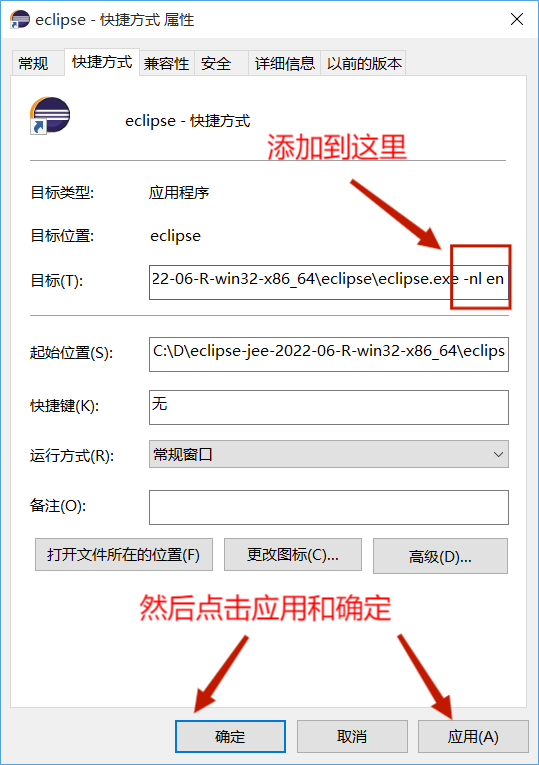 eclipse - 快捷方式 属性
常规 快捷方式 兼容性 安全 详细信息 以前的版本
eclipse - 快捷方式
添加到这里
目标类型: 应用程序
目标位置: eclipse
目标(T): 22-06-R-win32-x86_64\eclipse\eclipse.exe -nl en
起始位置(S): C:\D\eclipse-jee-2022-06-R-win32-x86_64\eclips
快捷键(K): 无
运行方式(R): 常规窗口
备注(O):
打开文件所在的位置(F) 更改图标(C)... 高级(D)...
然后点击应用和确定
确定 取消 应用(A)